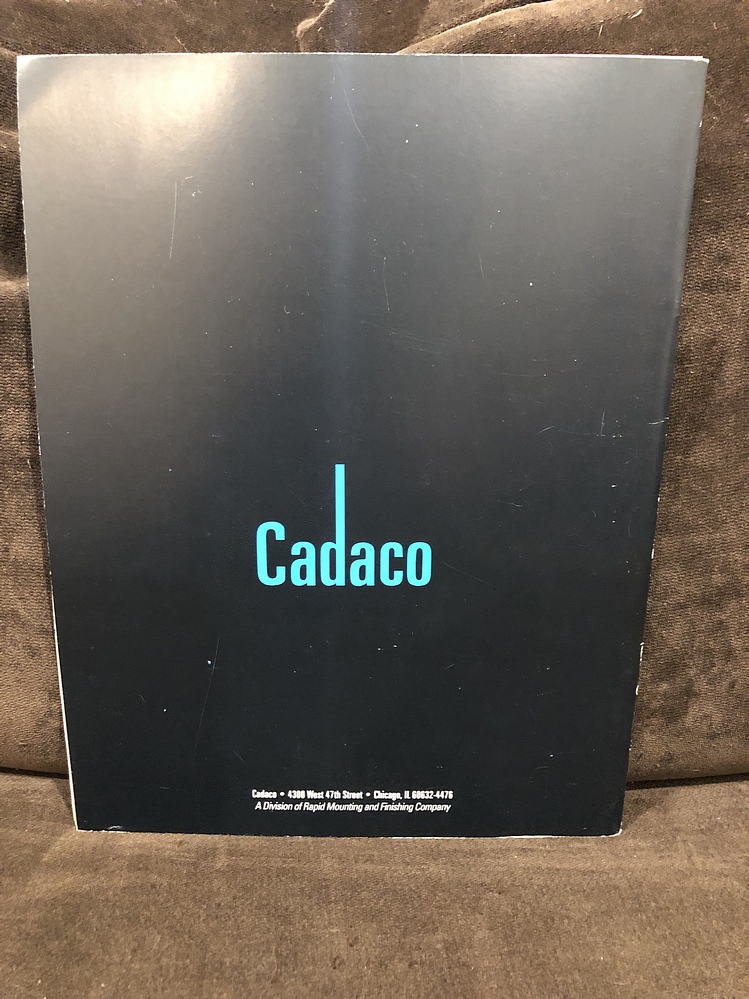 Cadaco
Cadaco • 4300 West 47th Street • Chicago, IL 60632-4476
A Division of Rapid Mounting and Finishing Company